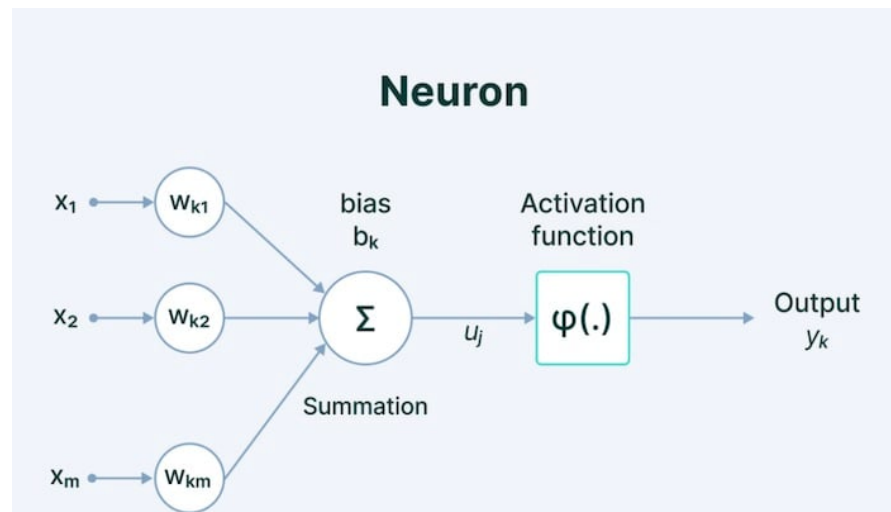 Neuron
x₁
wₖ₁
bias
bₖ
Activation
function
x₂
wₖ₂
Σ
uⱼ
φ(.)
Output
yₖ
Summation
xₘ
wₖₘ